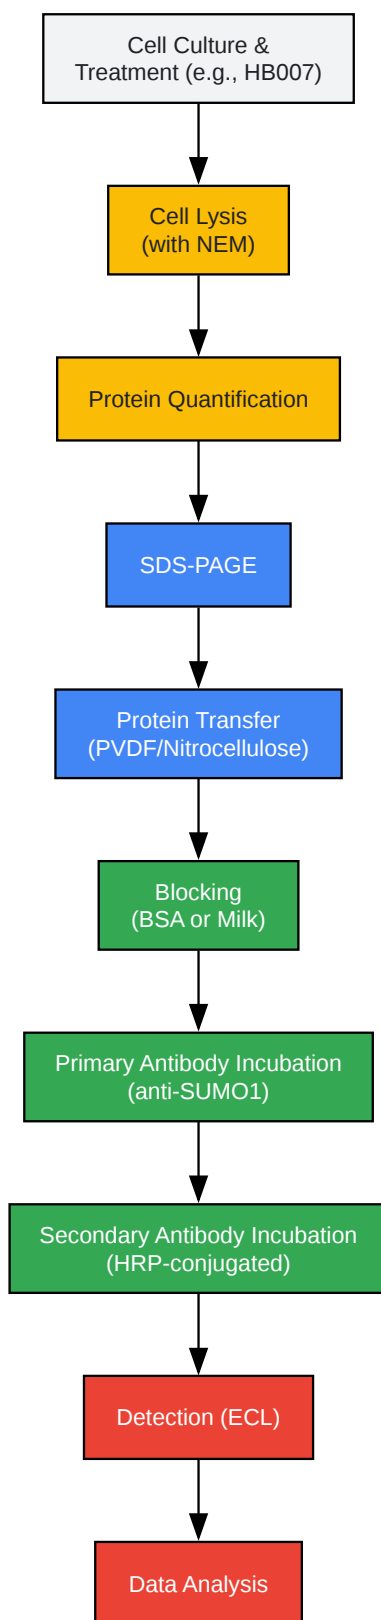 Cell Culture &
Treatment (e.g., HB007)
Cell Lysis
(with NEM)
Protein Quantification
SDS-PAGE
Protein Transfer
(PVDF/Nitrocellulose)
Blocking
(BSA or Milk)
Primary Antibody Incubation
(anti-SUMO1)
Secondary Antibody Incubation
(HRP-conjugated)
Detection (ECL)
Data Analysis